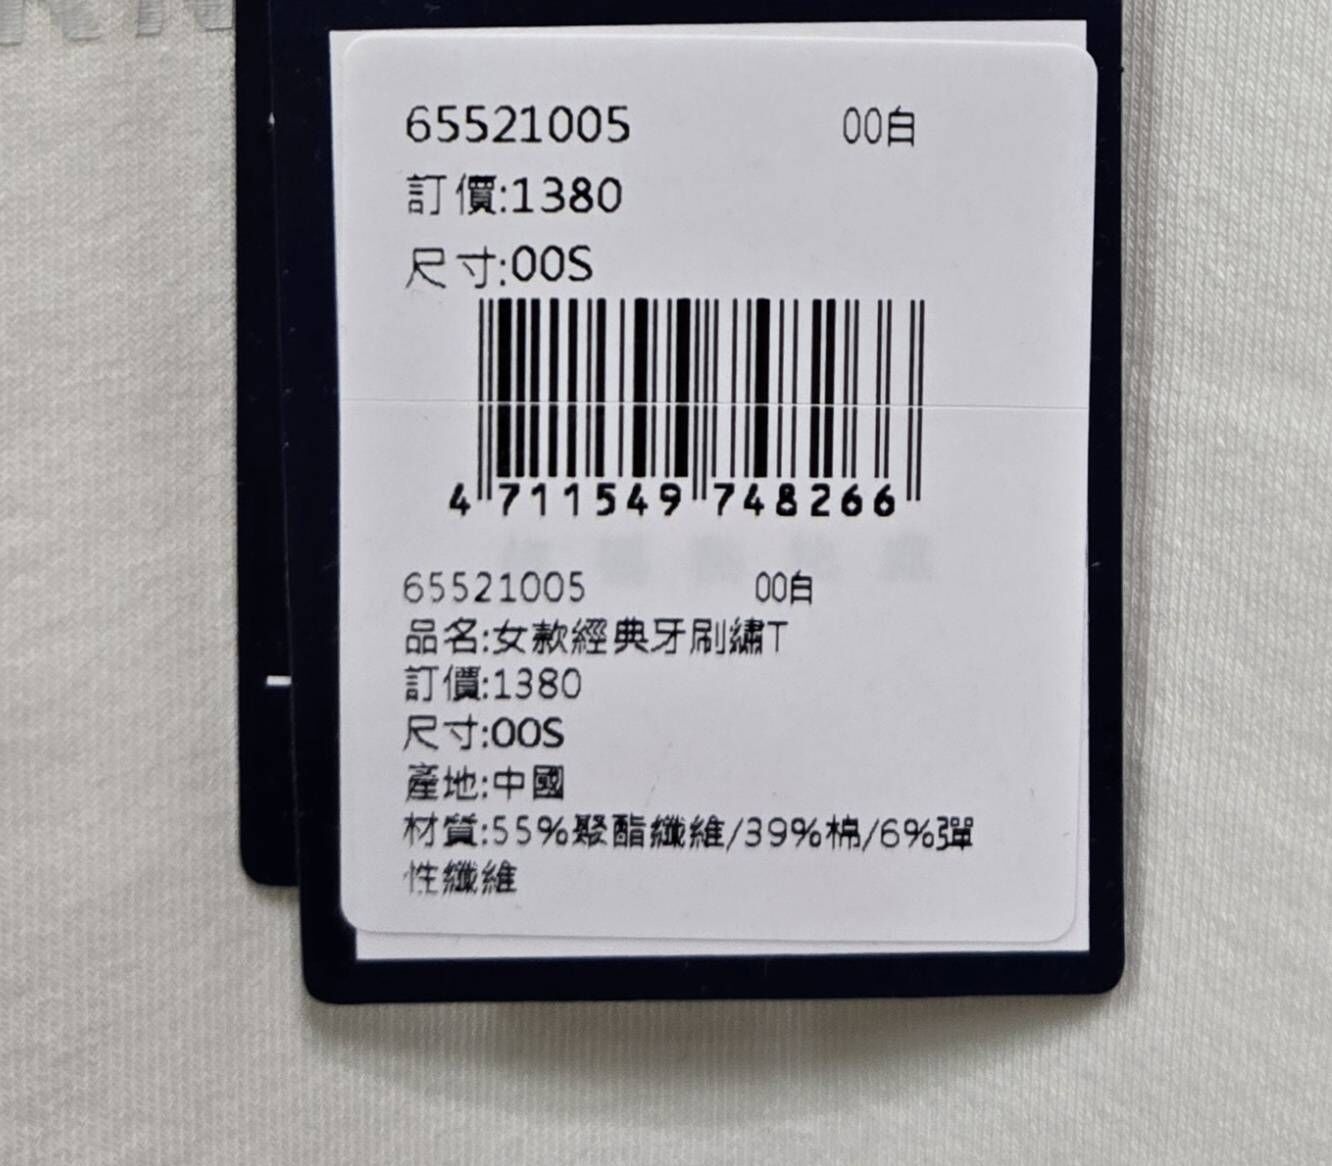 65521005 00白
訂價:1380
尺寸:00S
4 711549 748266
65521005 00白
品名:女款經典牙刷繡T
訂價:1380
尺寸:00S
產地:中國
材質:55%聚酯纖維/39%棉/6%彈
性纖維